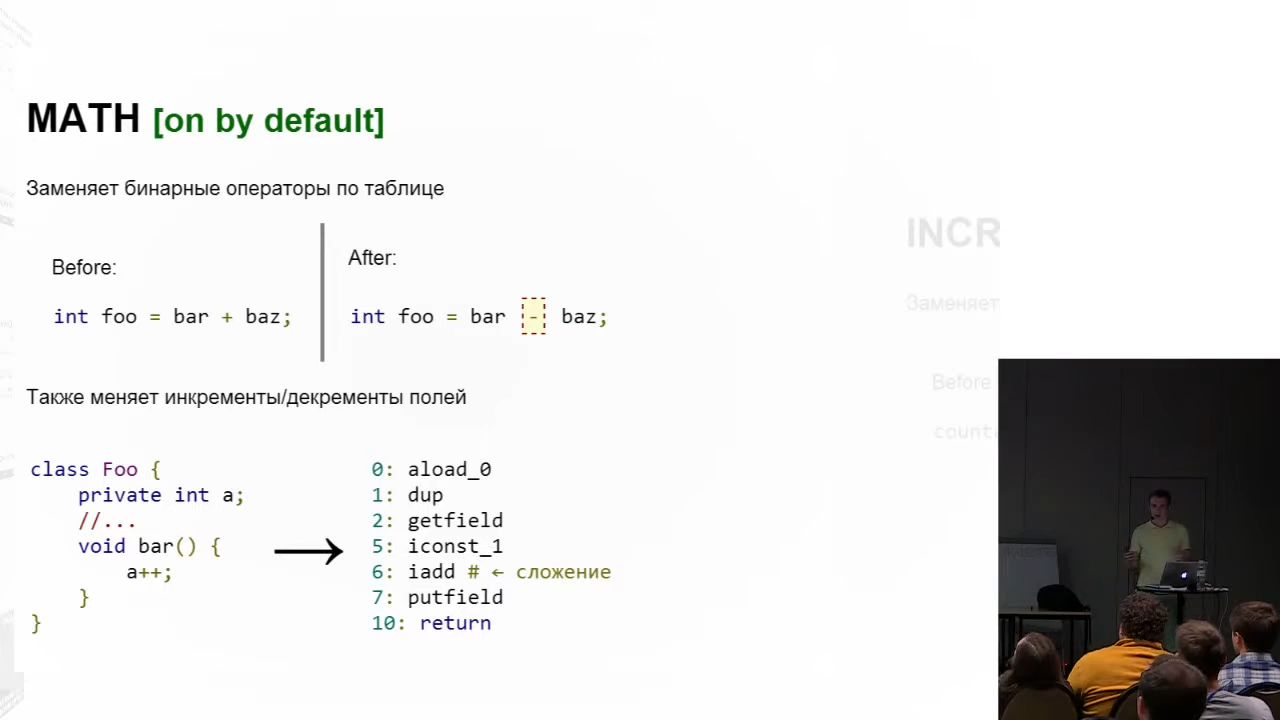 MATH [on by default]
Заменяет бинарные операторы по таблице
Before:
int foo = bar + baz;
After:
int foo = bar - baz;
Также меняет инкременты/декременты полей
class Foo {
private int a;
//...
void bar() {
a++;
}
}
0: aload_0
1: dup
2: getfield
5: iconst_1
6: iadd # ← сложение
7: putfield
10: return
INCR
Заменяет
Before
count